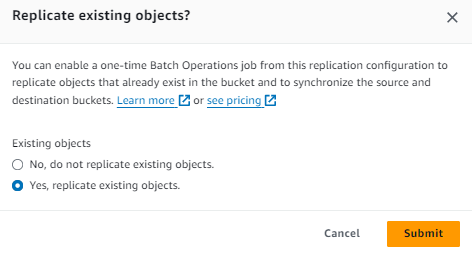 Replicate existing objects?
You can enable a one-time Batch Operations job from this replication configuration to
replicate objects that already exist in the bucket and to synchronize the source and
destination buckets. Learn more or see pricing
Existing objects
No, do not replicate existing objects.
Yes, replicate existing objects.
Cancel Submit